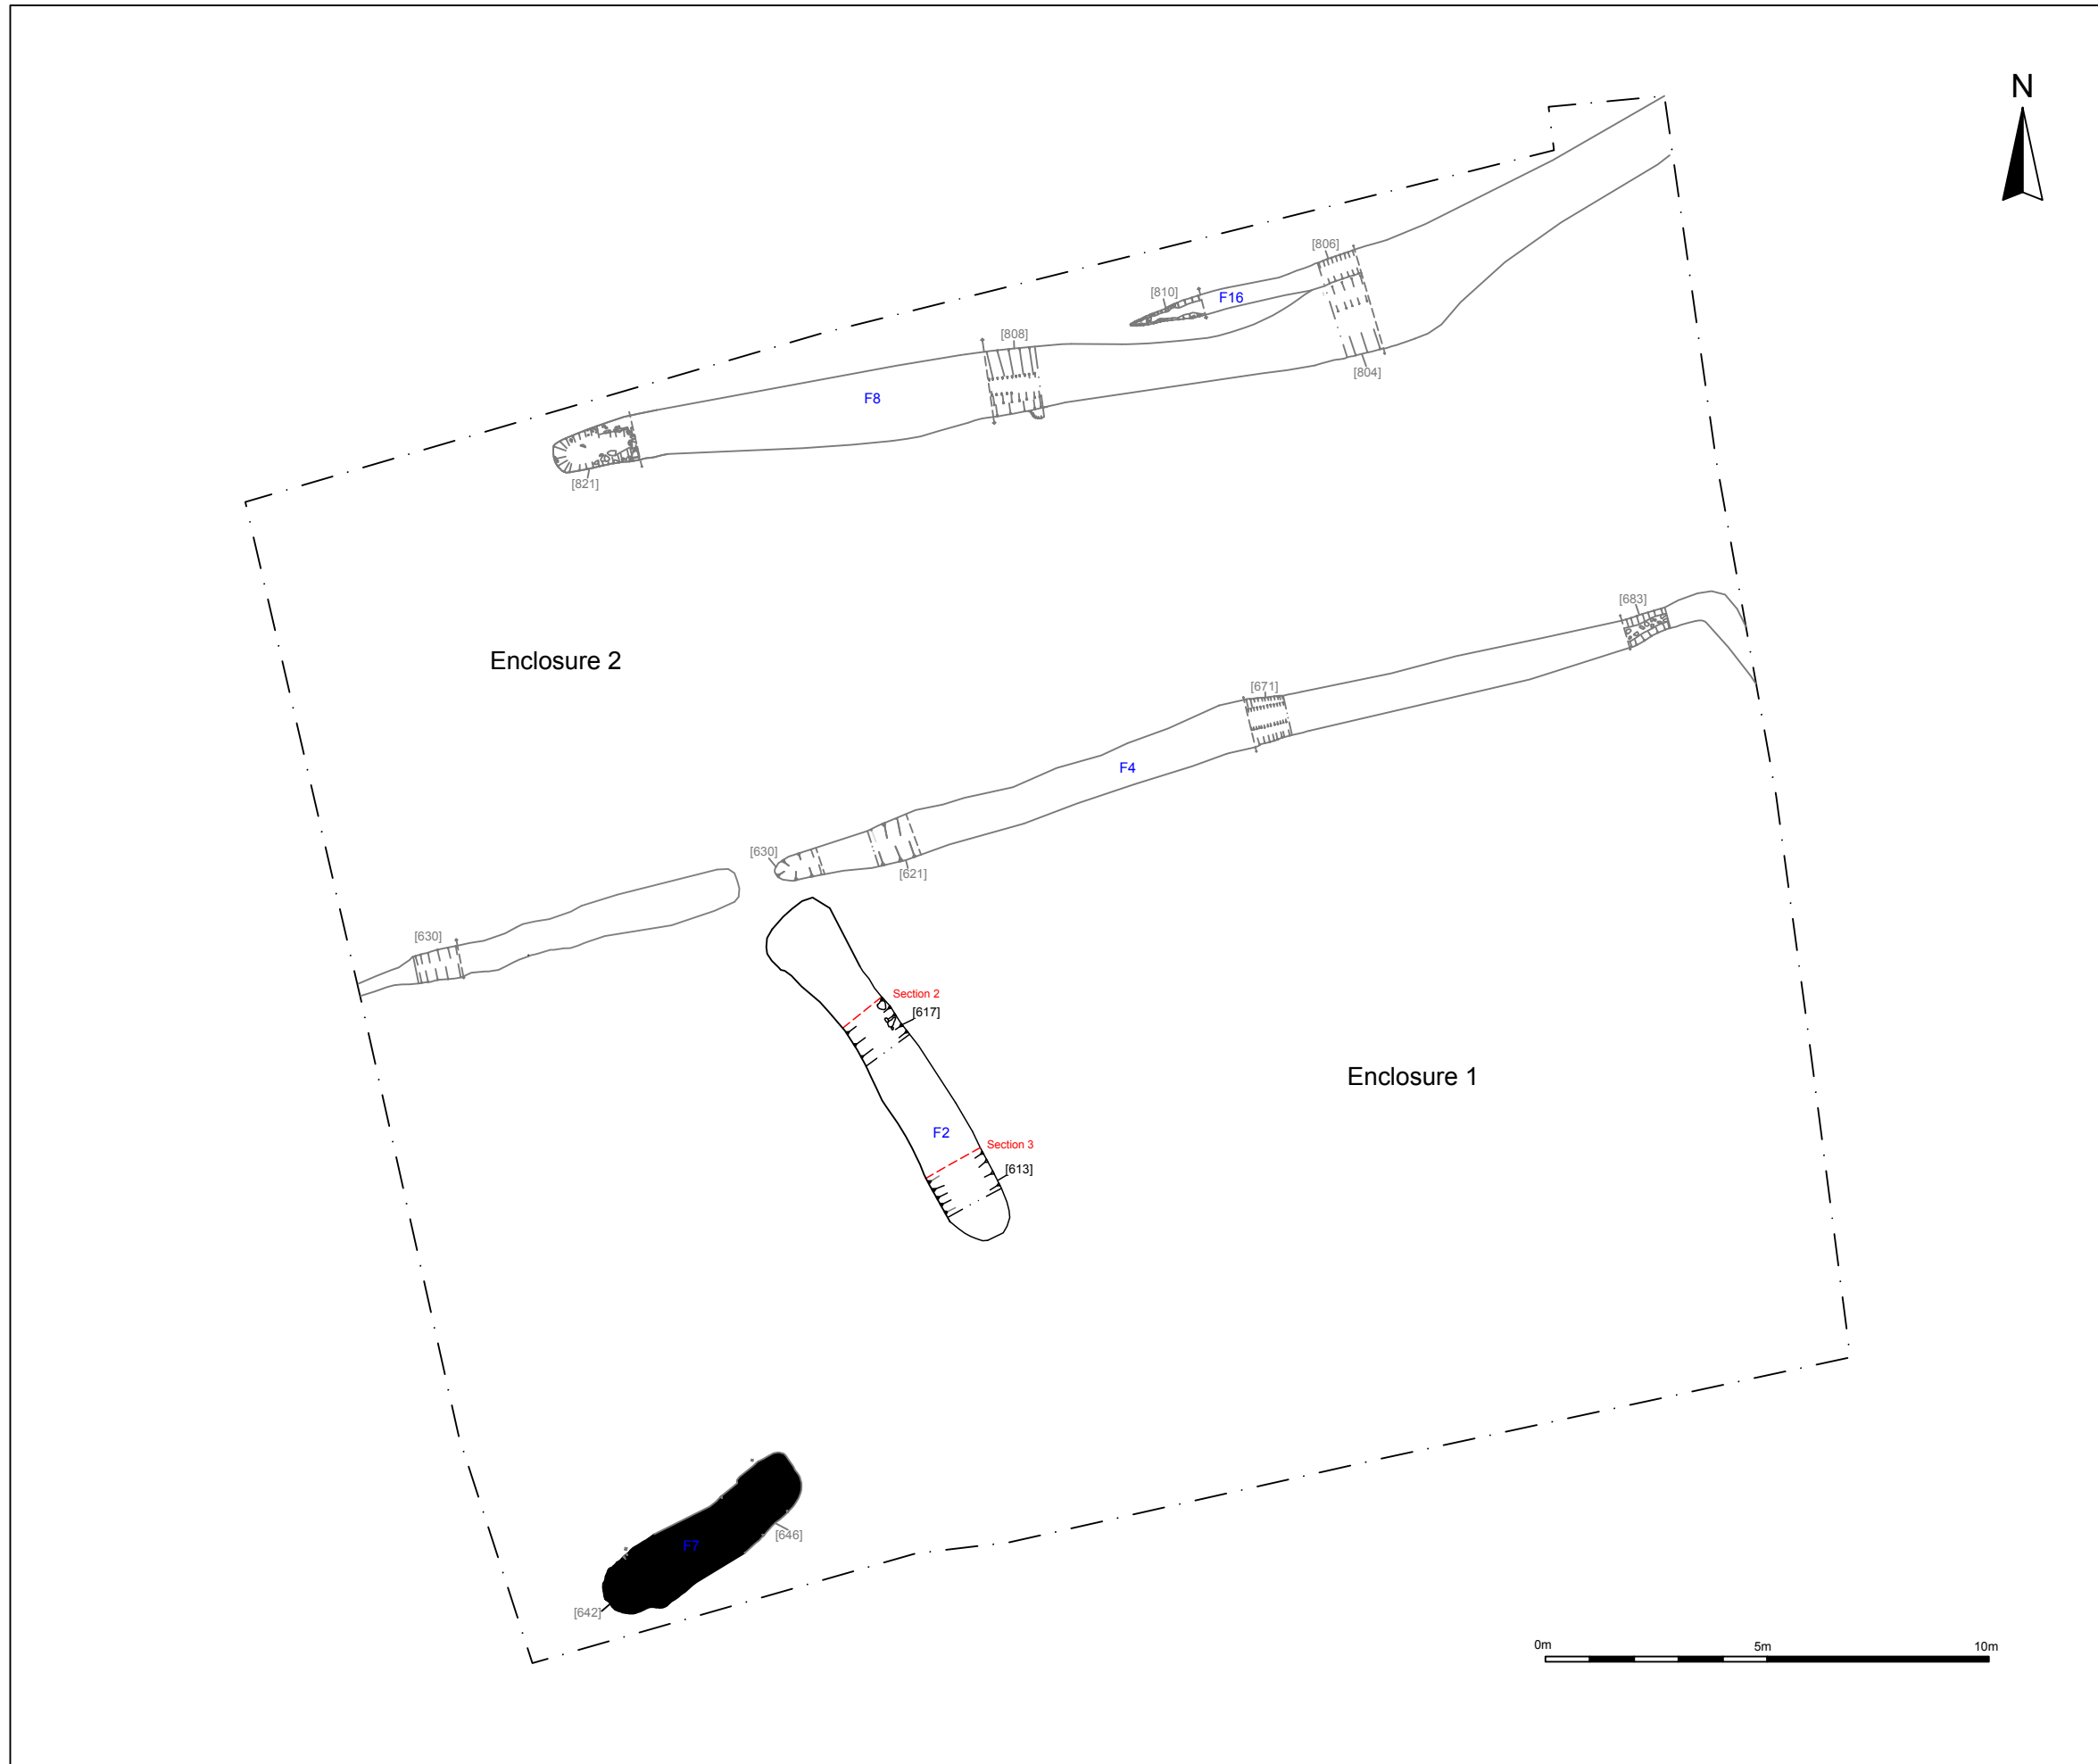 N
[806]
[810]
F16
[808]
[804]
F8
[821]
[683]
Enclosure 2
[671]
F4
[630]
[621]
[630]
Section 2
[617]
Enclosure 1
F2
Section 3
[613]
[646]
F7
[642]
0m 5m 10m